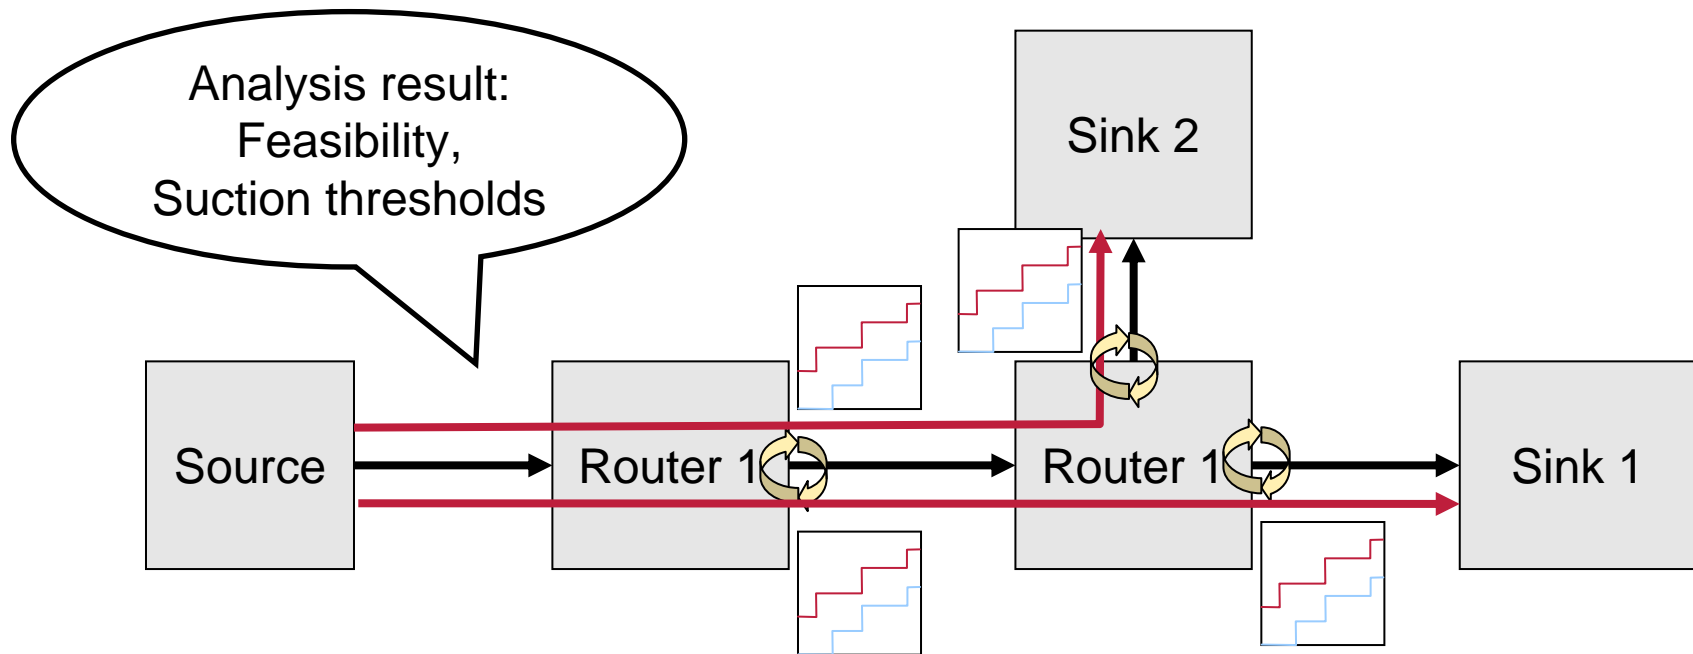 Analysis result:
Feasibility,
Suction thresholds
Sink 2
Source
Router 1
Router 1
Sink 1